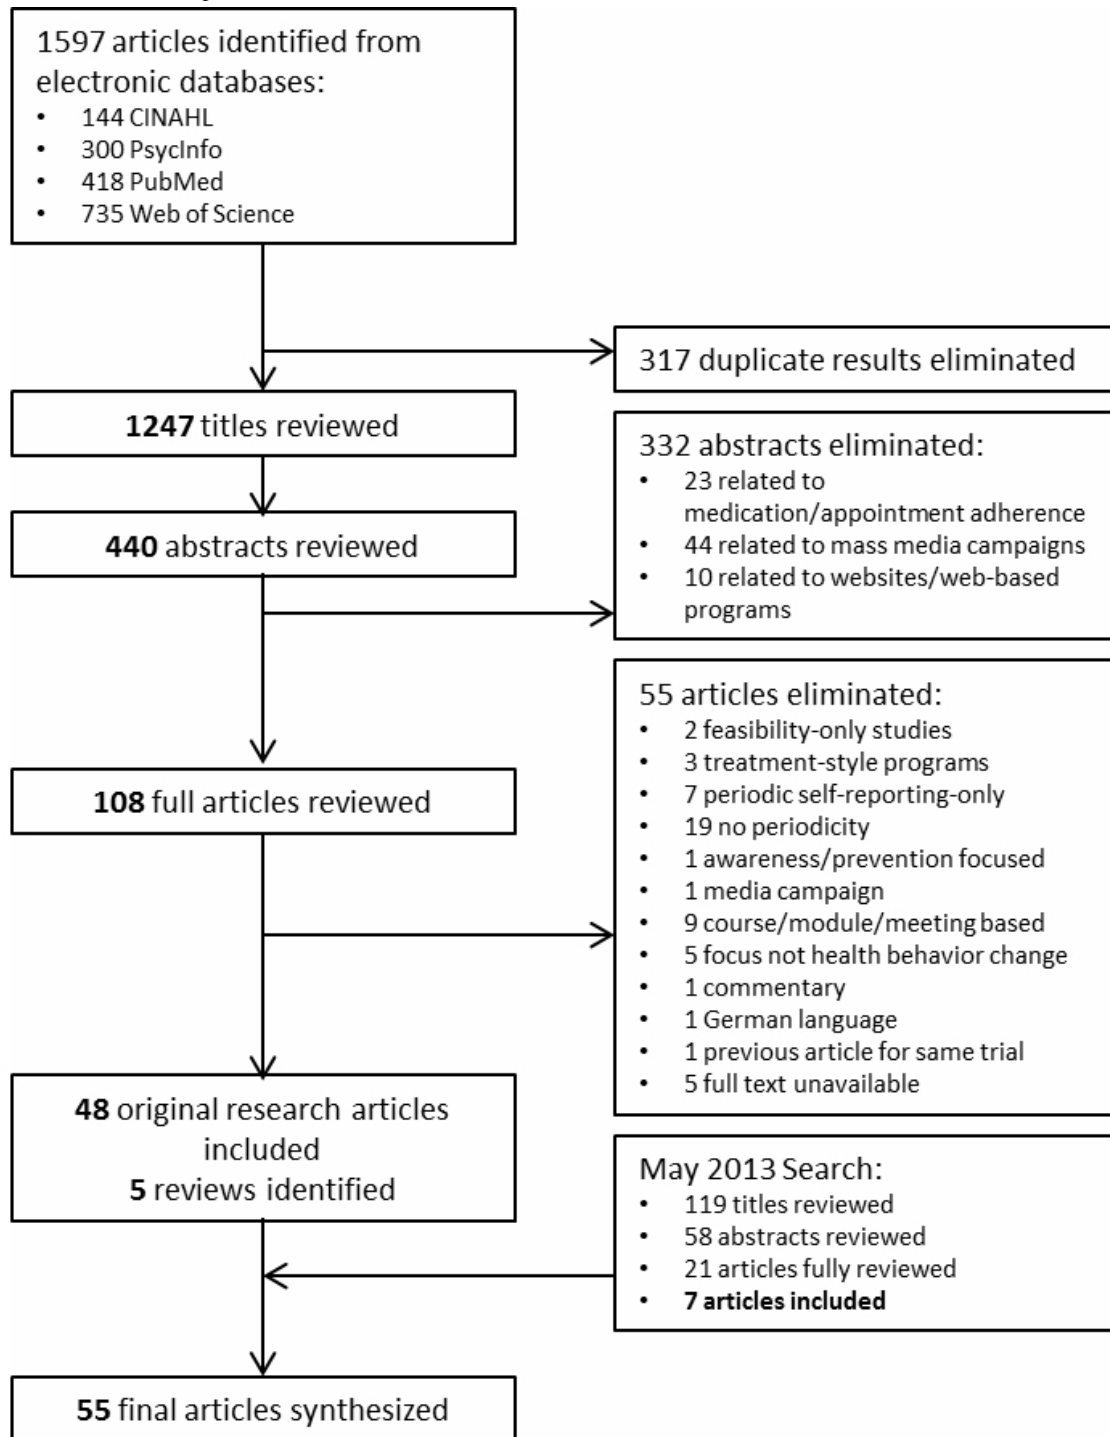 1597 articles identified from
electronic databases:
• 144 CINAHL
• 300 PsycInfo
• 418 PubMed
• 735 Web of Science
317 duplicate results eliminated
1247 titles reviewed
332 abstracts eliminated:
• 23 related to
medication/appointment adherence
• 44 related to mass media campaigns
• 10 related to websites/web-based
programs
440 abstracts reviewed
55 articles eliminated:
• 2 feasibility-only studies
• 3 treatment-style programs
• 7 periodic self-reporting-only
• 19 no periodicity
• 1 awareness/prevention focused
• 1 media campaign
• 9 course/module/meeting based
• 5 focus not health behavior change
• 1 commentary
• 1 German language
• 1 previous article for same trial
• 5 full text unavailable
108 full articles reviewed
48 original research articles
included
5 reviews identified
May 2013 Search:
• 119 titles reviewed
• 58 abstracts reviewed
• 21 articles fully reviewed
• 7 articles included
55 final articles synthesized